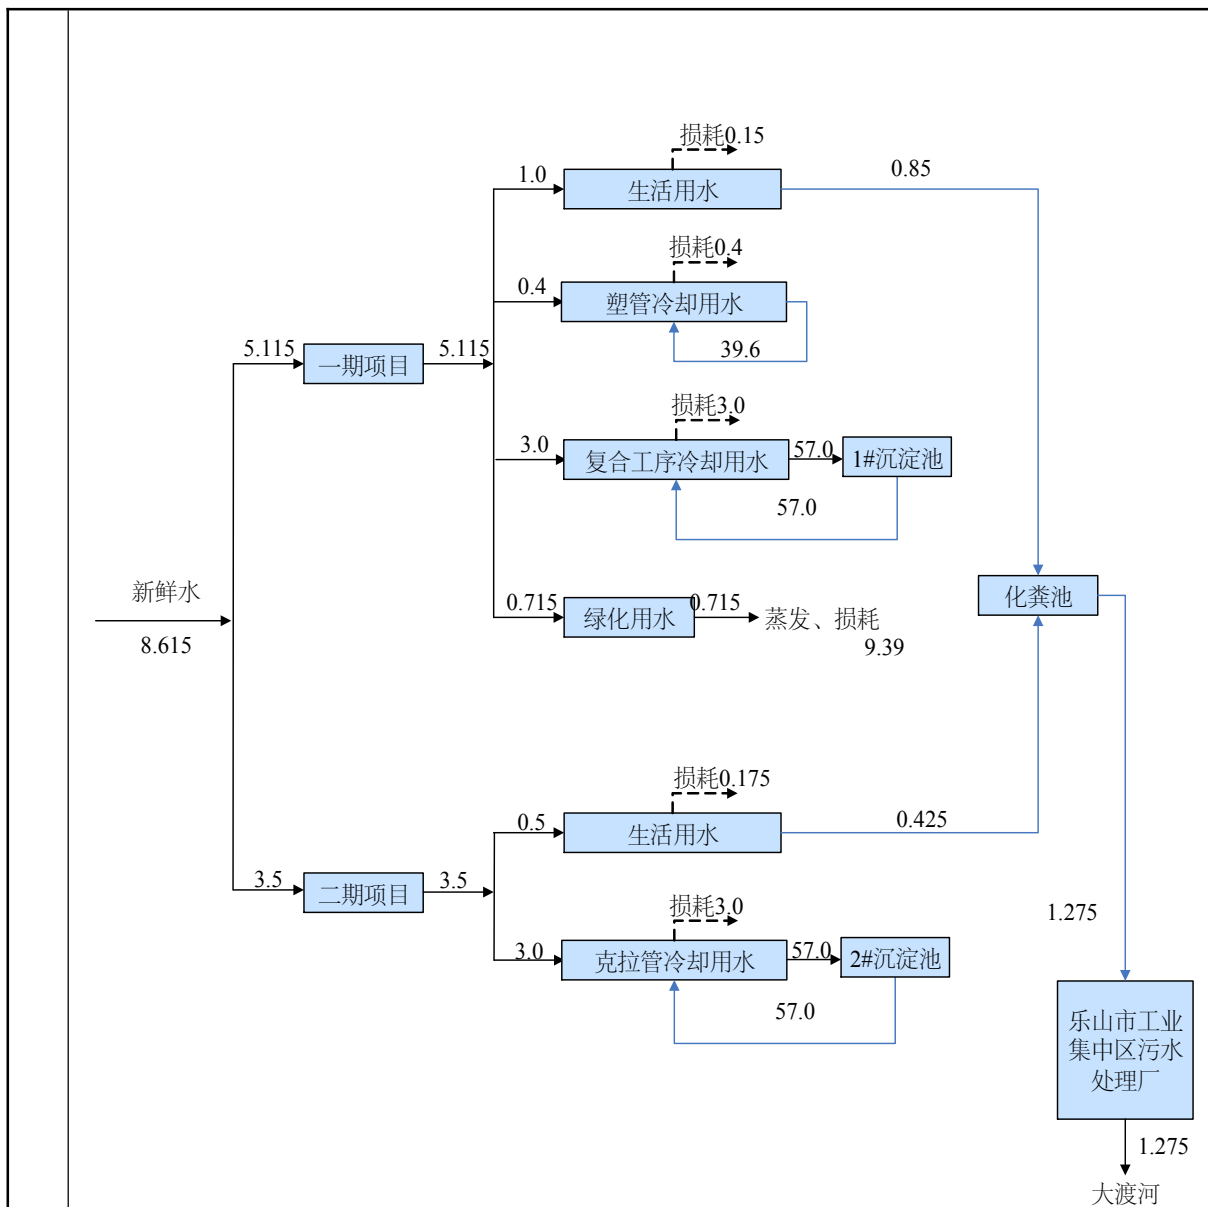 损耗0.15
1.0
生活用水
0.85
损耗0.4
0.4
塑管冷却用水
39.6
5.115
一期项目
5.115
损耗3.0
3.0
复合工序冷却用水
57.0
1#沉淀池
57.0
新鲜水
8.615
0.715
绿化用水
0.715
蒸发、损耗
9.39
化粪池
损耗0.175
0.5
生活用水
0.425
3.5
二期项目
3.5
损耗3.0
3.0
克拉管冷却用水
57.0
2#沉淀池
57.0
1.275
乐山市工业
集中区污水
处理厂
1.275
大渡河